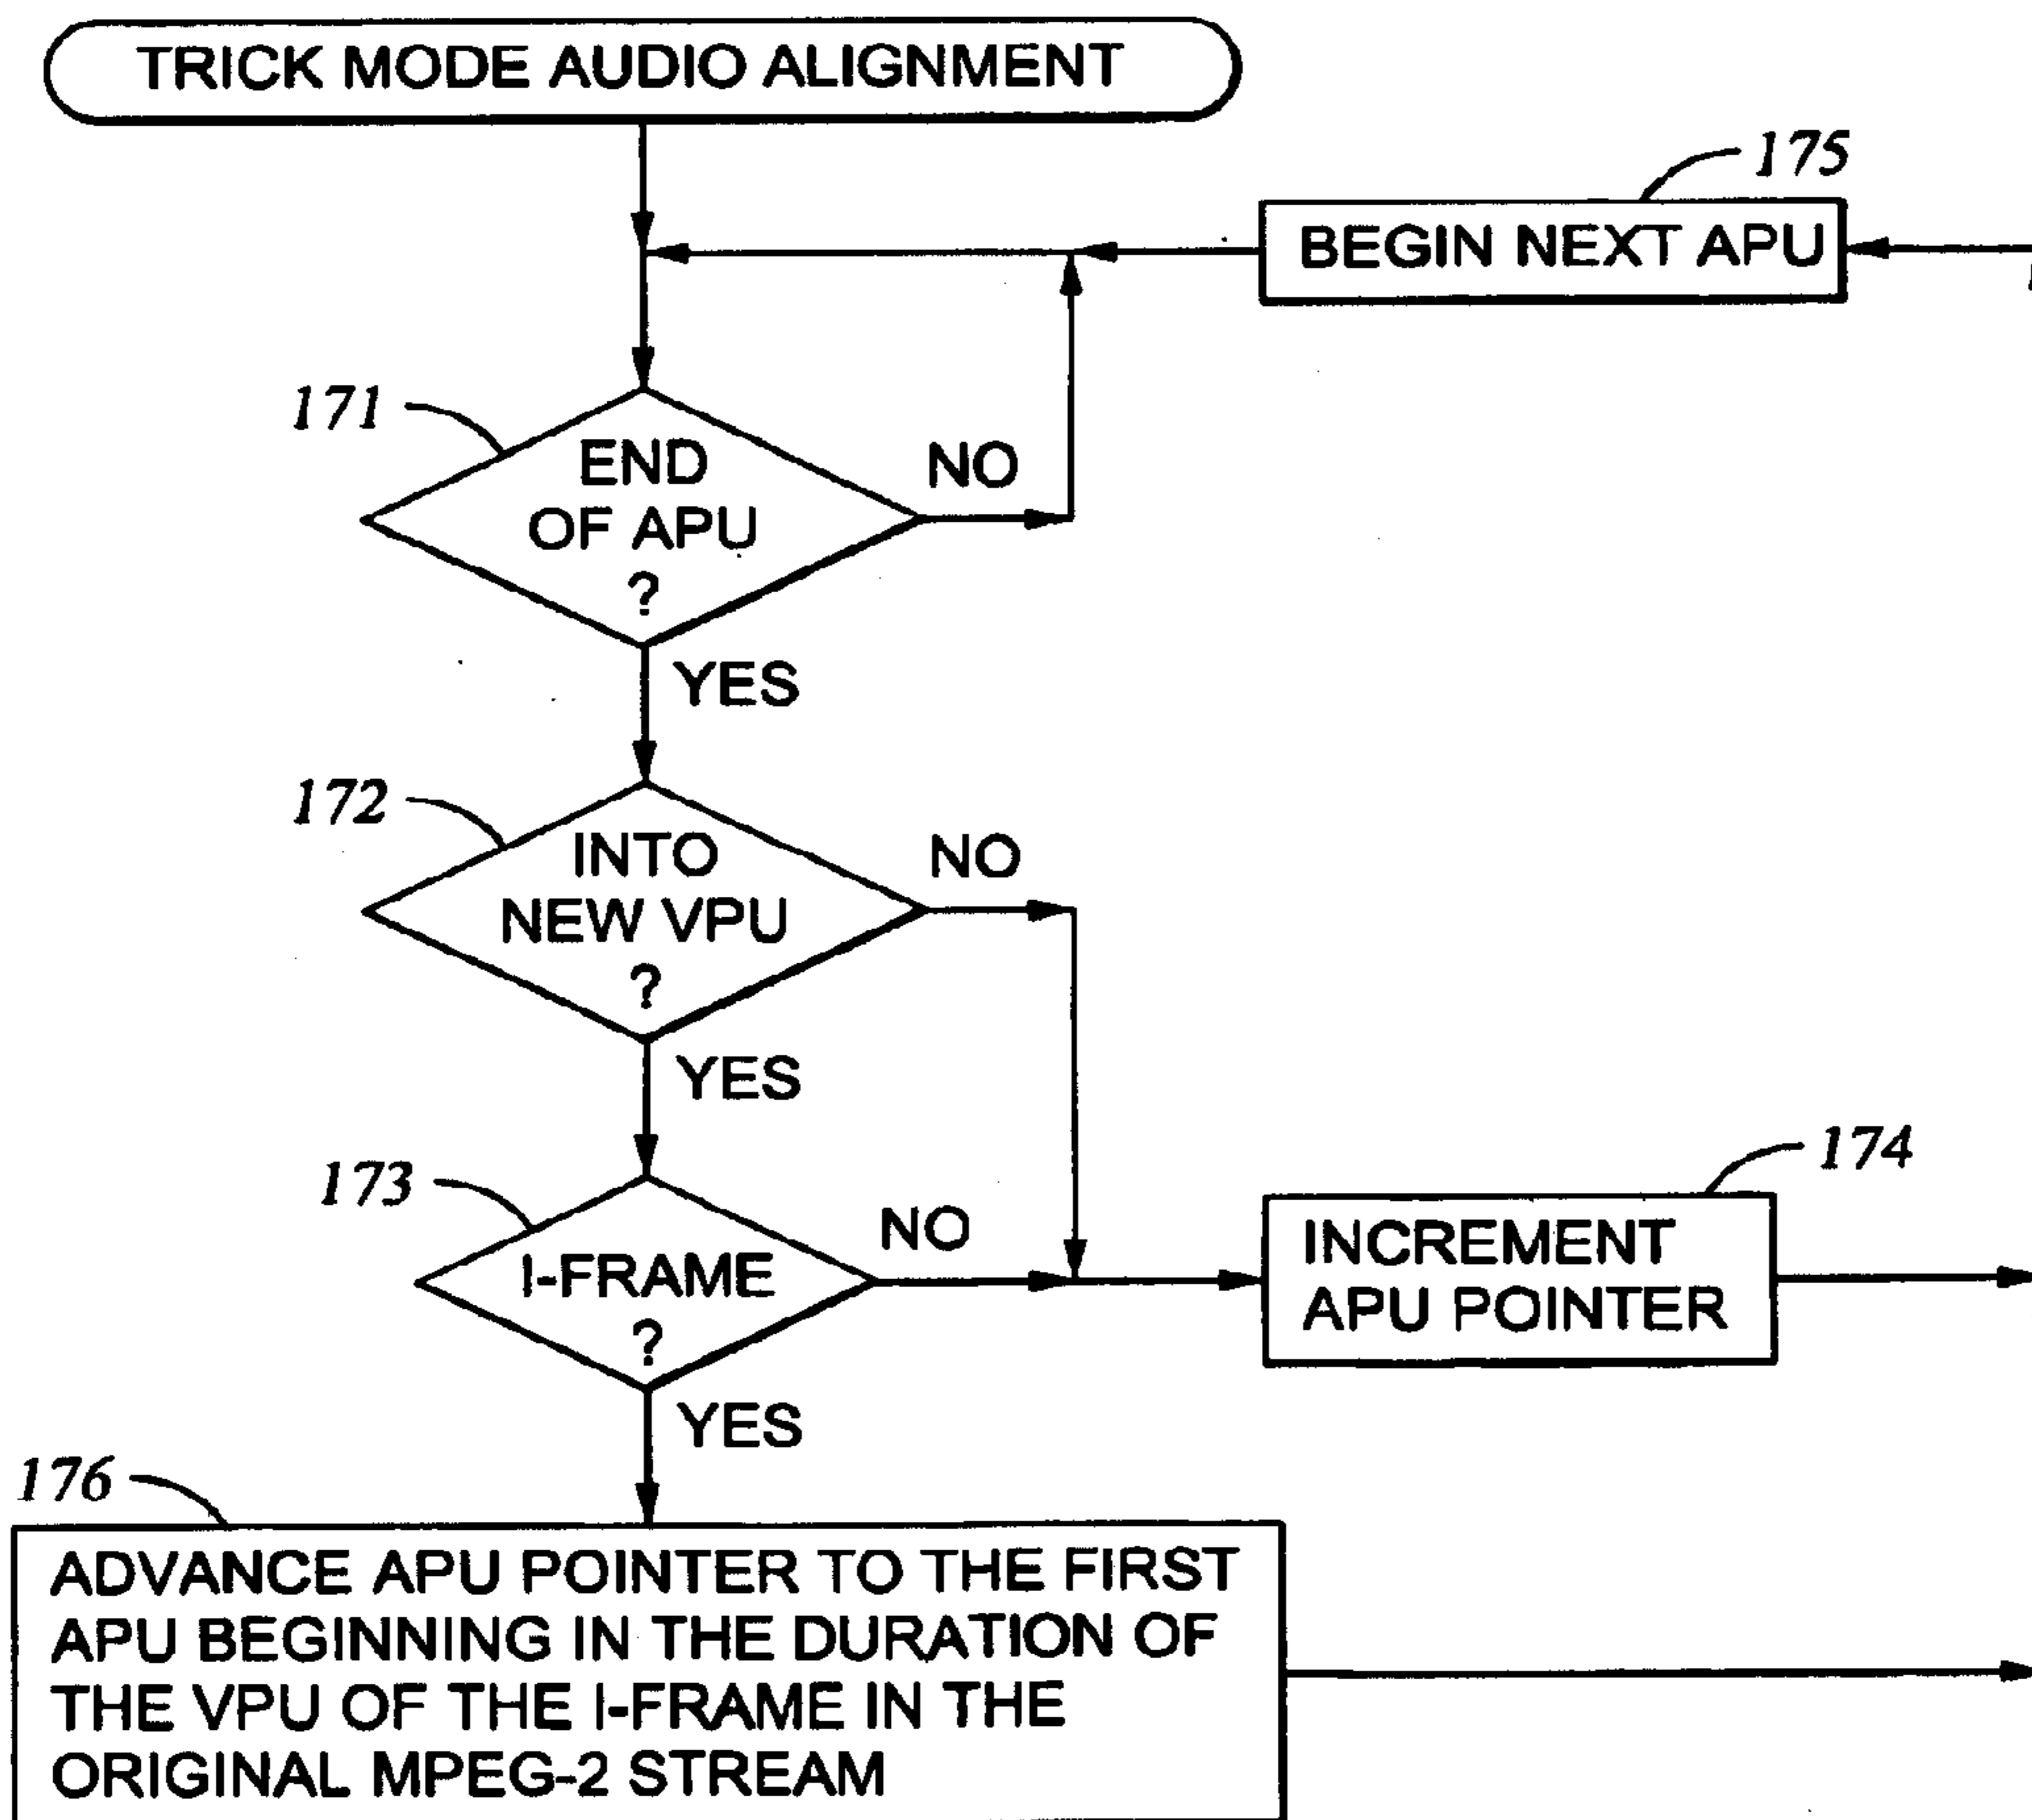 TRICK MODE AUDIO ALIGNMENT
175
BEGIN NEXT APU
171
END
OF APU
?
NO
YES
172
INTO
NEW VPU
?
NO
YES
173
I-FRAME
?
NO
YES
174
INCREMENT
APU POINTER
176
ADVANCE APU POINTER TO THE FIRST
APU BEGINNING IN THE DURATION OF
THE VPU OF THE I-FRAME IN THE
ORIGINAL MPEG-2 STREAM